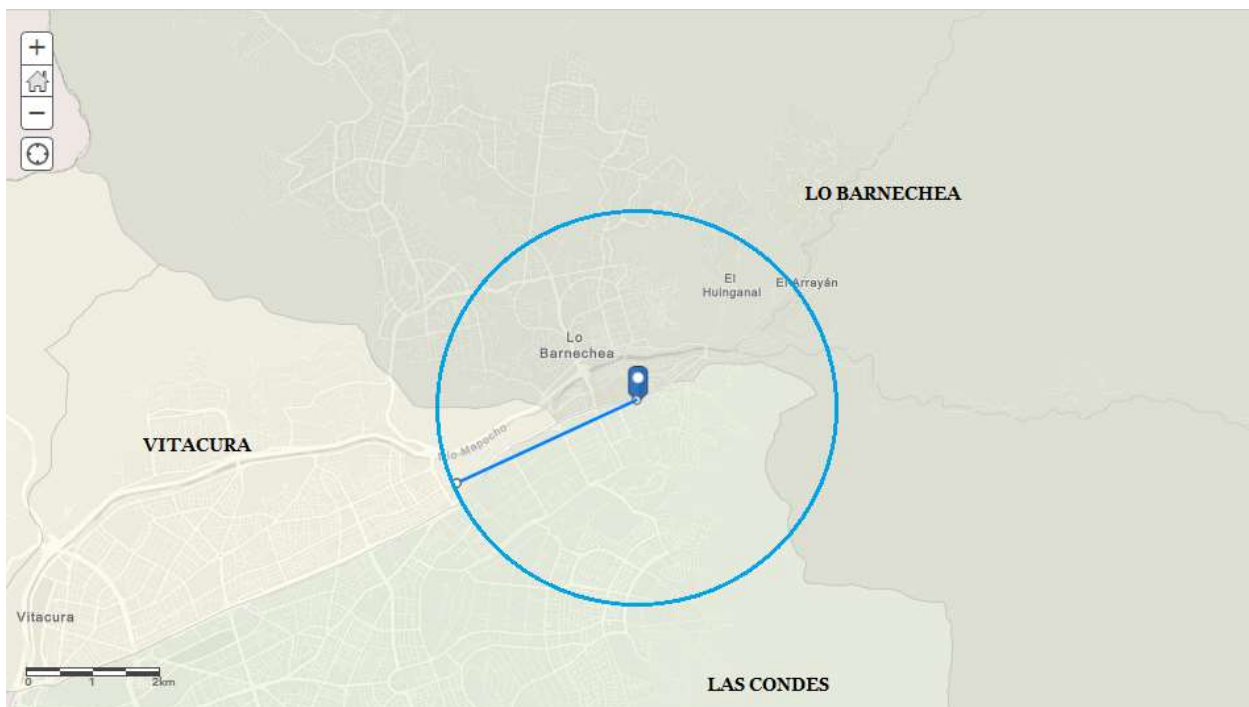 +
−
LO BARNECHEA
El
Huinganal
El Arrayán
Lo
Barnechea
Río Mapocho
VITACURA
Vitacura
0 1 2km
LAS CONDES